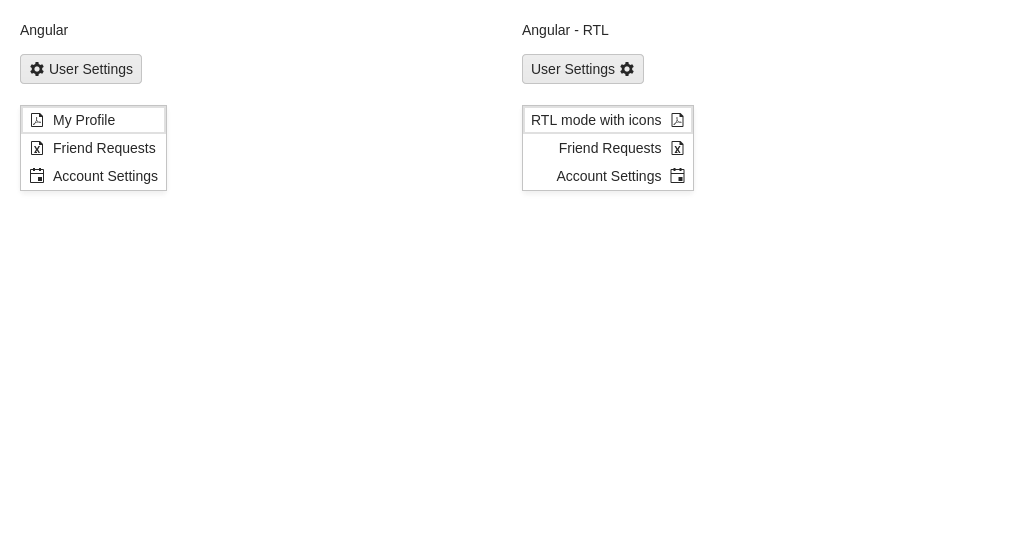 Angular
User Settings
My Profile
Friend Requests
Account Settings
Angular - RTL
User Settings
RTL mode with icons
Friend Requests
Account Settings